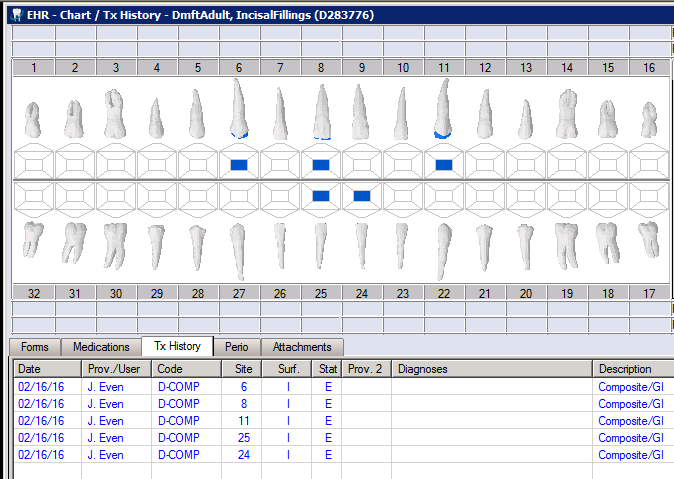 EHR - Chart / Tx History - DmftAdult, IncisalFillings (D283776)
1 2 3 4 5 6 7 8 9 10 11 12 13 14 15 16
32 31 30 29 28 27 26 25 24 23 22 21 20 19 18 17
Forms Medications Tx History Perio Attachments
Date Prov./User Code Site Surf. Stat Prov. 2 Diagnoses Description
02/16/16 J. Even D-COMP 6 I E Composite/GI
02/16/16 J. Even D-COMP 8 I E Composite/GI
02/16/16 J. Even D-COMP 11 I E Composite/GI
02/16/16 J. Even D-COMP 25 I E Composite/GI
02/16/16 J. Even D-COMP 24 I E Composite/GI